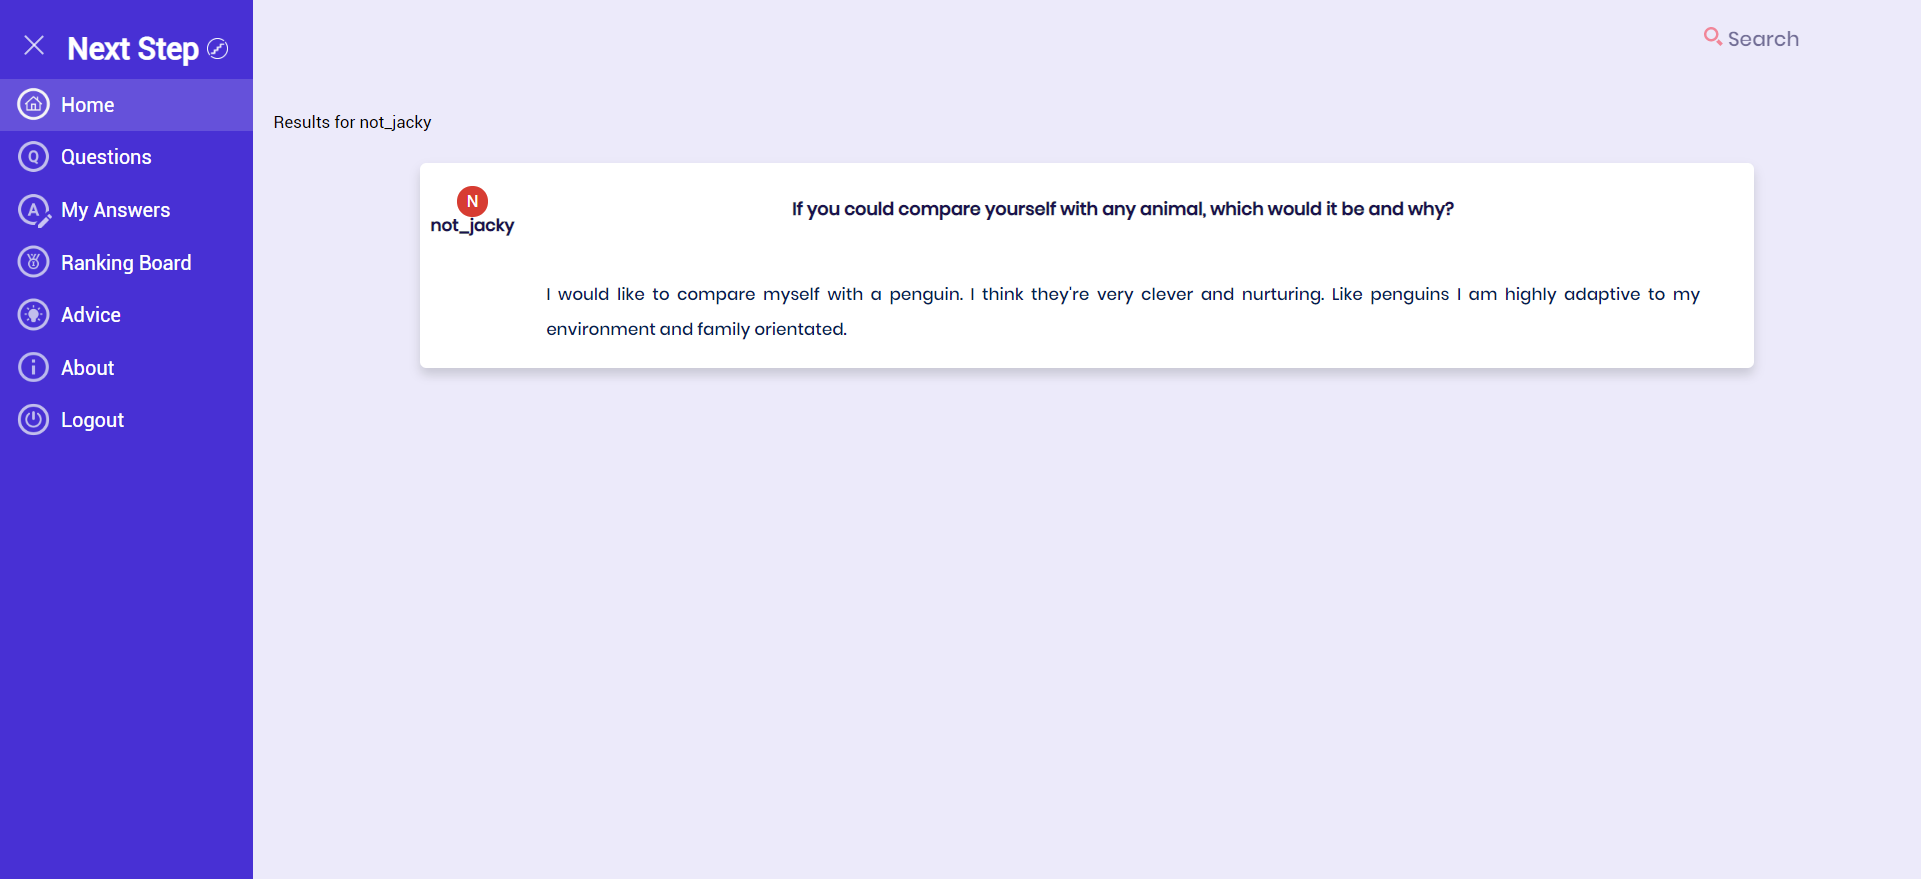 Next Step
Home
Q
Questions
A
My Answers
1
Ranking Board
Advice
i
About
Logout
Search
Results for not_jacky
N
not_jacky
If you could compare yourself with any animal, which would it be and why?
I would like to compare myself with a penguin. I think they're very clever and nurturing. Like penguins I am highly adaptive to my
environment and family orientated.